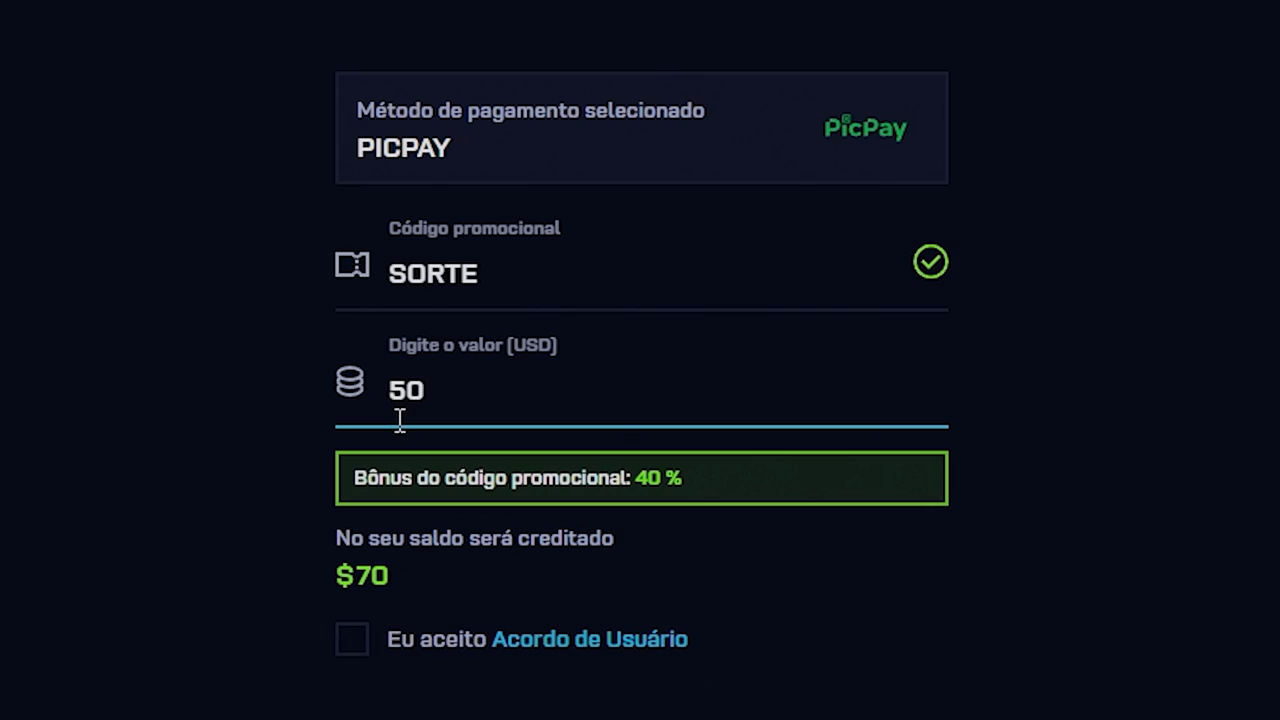 Método de pagamento selecionado
PICPAY
PicPay
Código promocional
SORTE
Digite o valor (USD)
50
Bônus do código promocional: 40 %
No seu saldo será creditado
$70
Eu aceito Acordo de Usuário